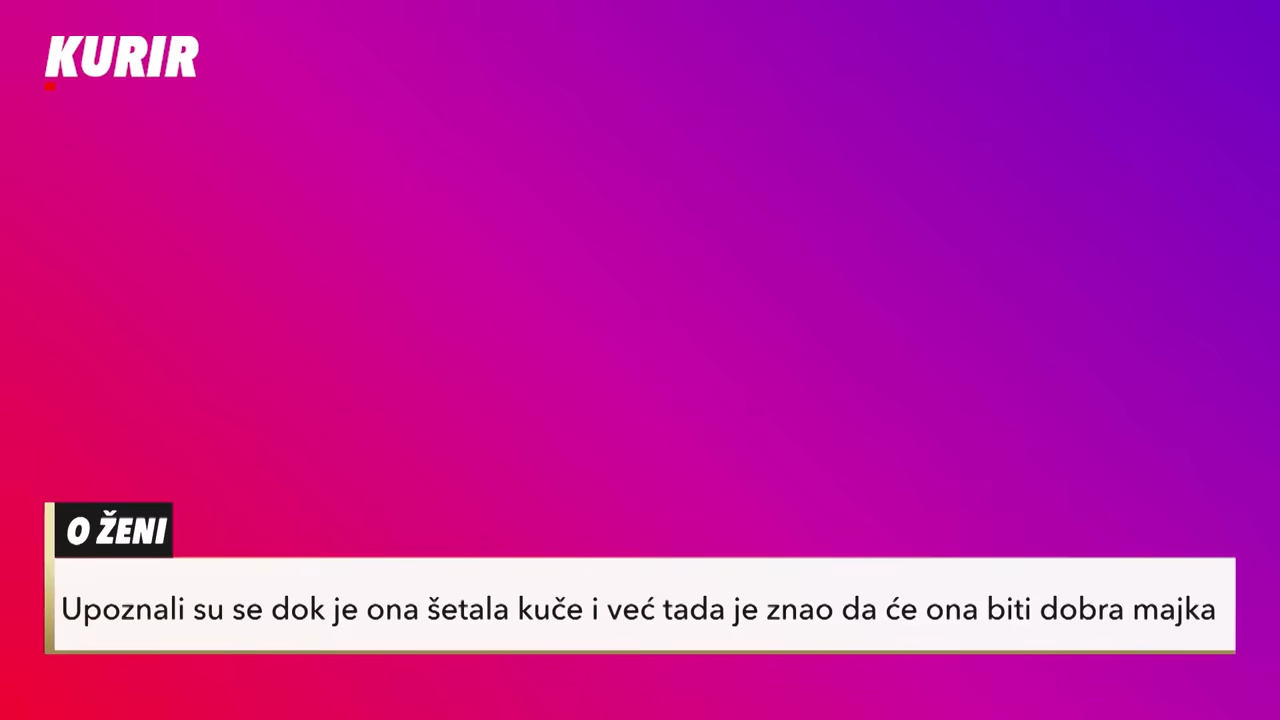 KURIR
O ŽENI
Upoznali su se dok je ona šetala kuče i već tada je znao da će ona biti dobra majka